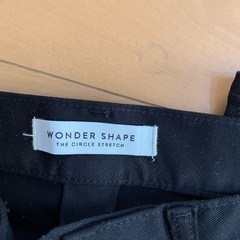 WONDER SHAPE
THE CIRCLE STRETCH